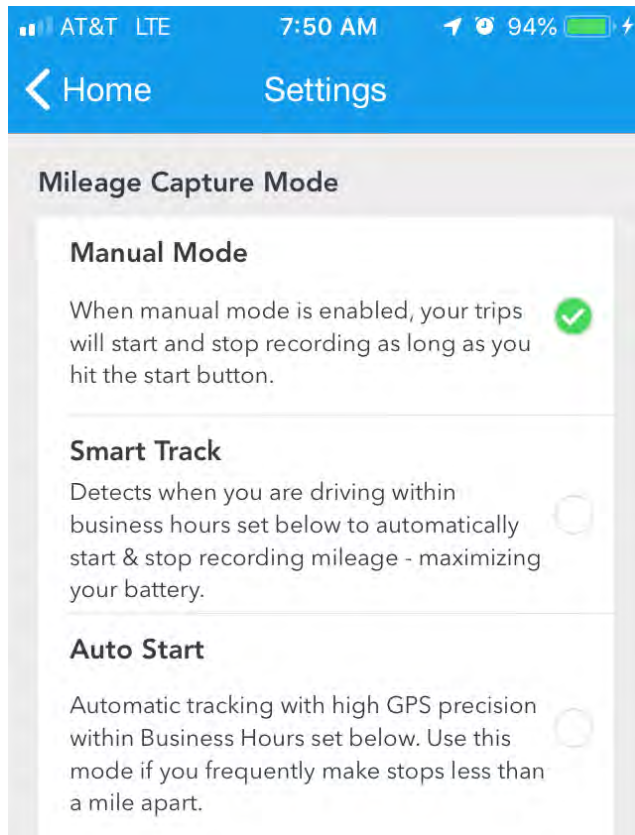 AT&T LTE 7:50 AM 94%
Home Settings
Mileage Capture Mode
Manual Mode
When manual mode is enabled, your trips
will start and stop recording as long as you
hit the start button.
Smart Track
Detects when you are driving within
business hours set below to automatically
start & stop recording mileage - maximizing
your battery.
Auto Start
Automatic tracking with high GPS precision
within Business Hours set below. Use this
mode if you frequently make stops less than
a mile apart.